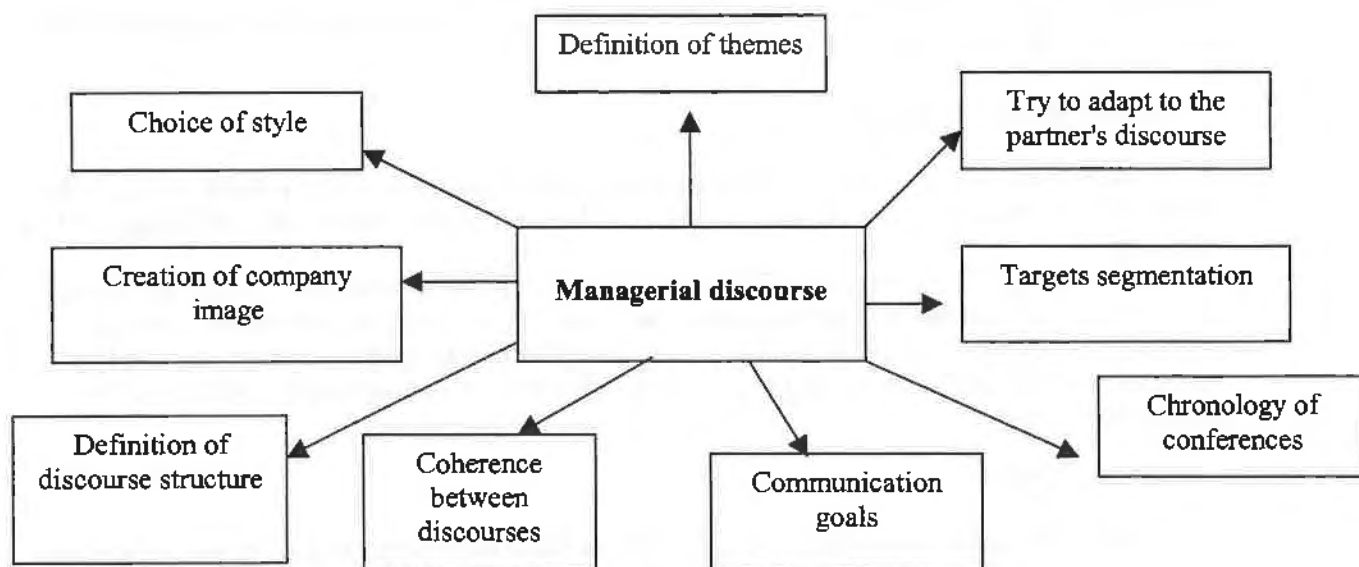 Definition of themes
Choice of style
Try to adapt to the
partner's discourse
Creation of company
image
Managerial discourse
Targets segmentation
Definition of
discourse structure
Coherence
between
discourses
Communication
goals
Chronology of
conferences